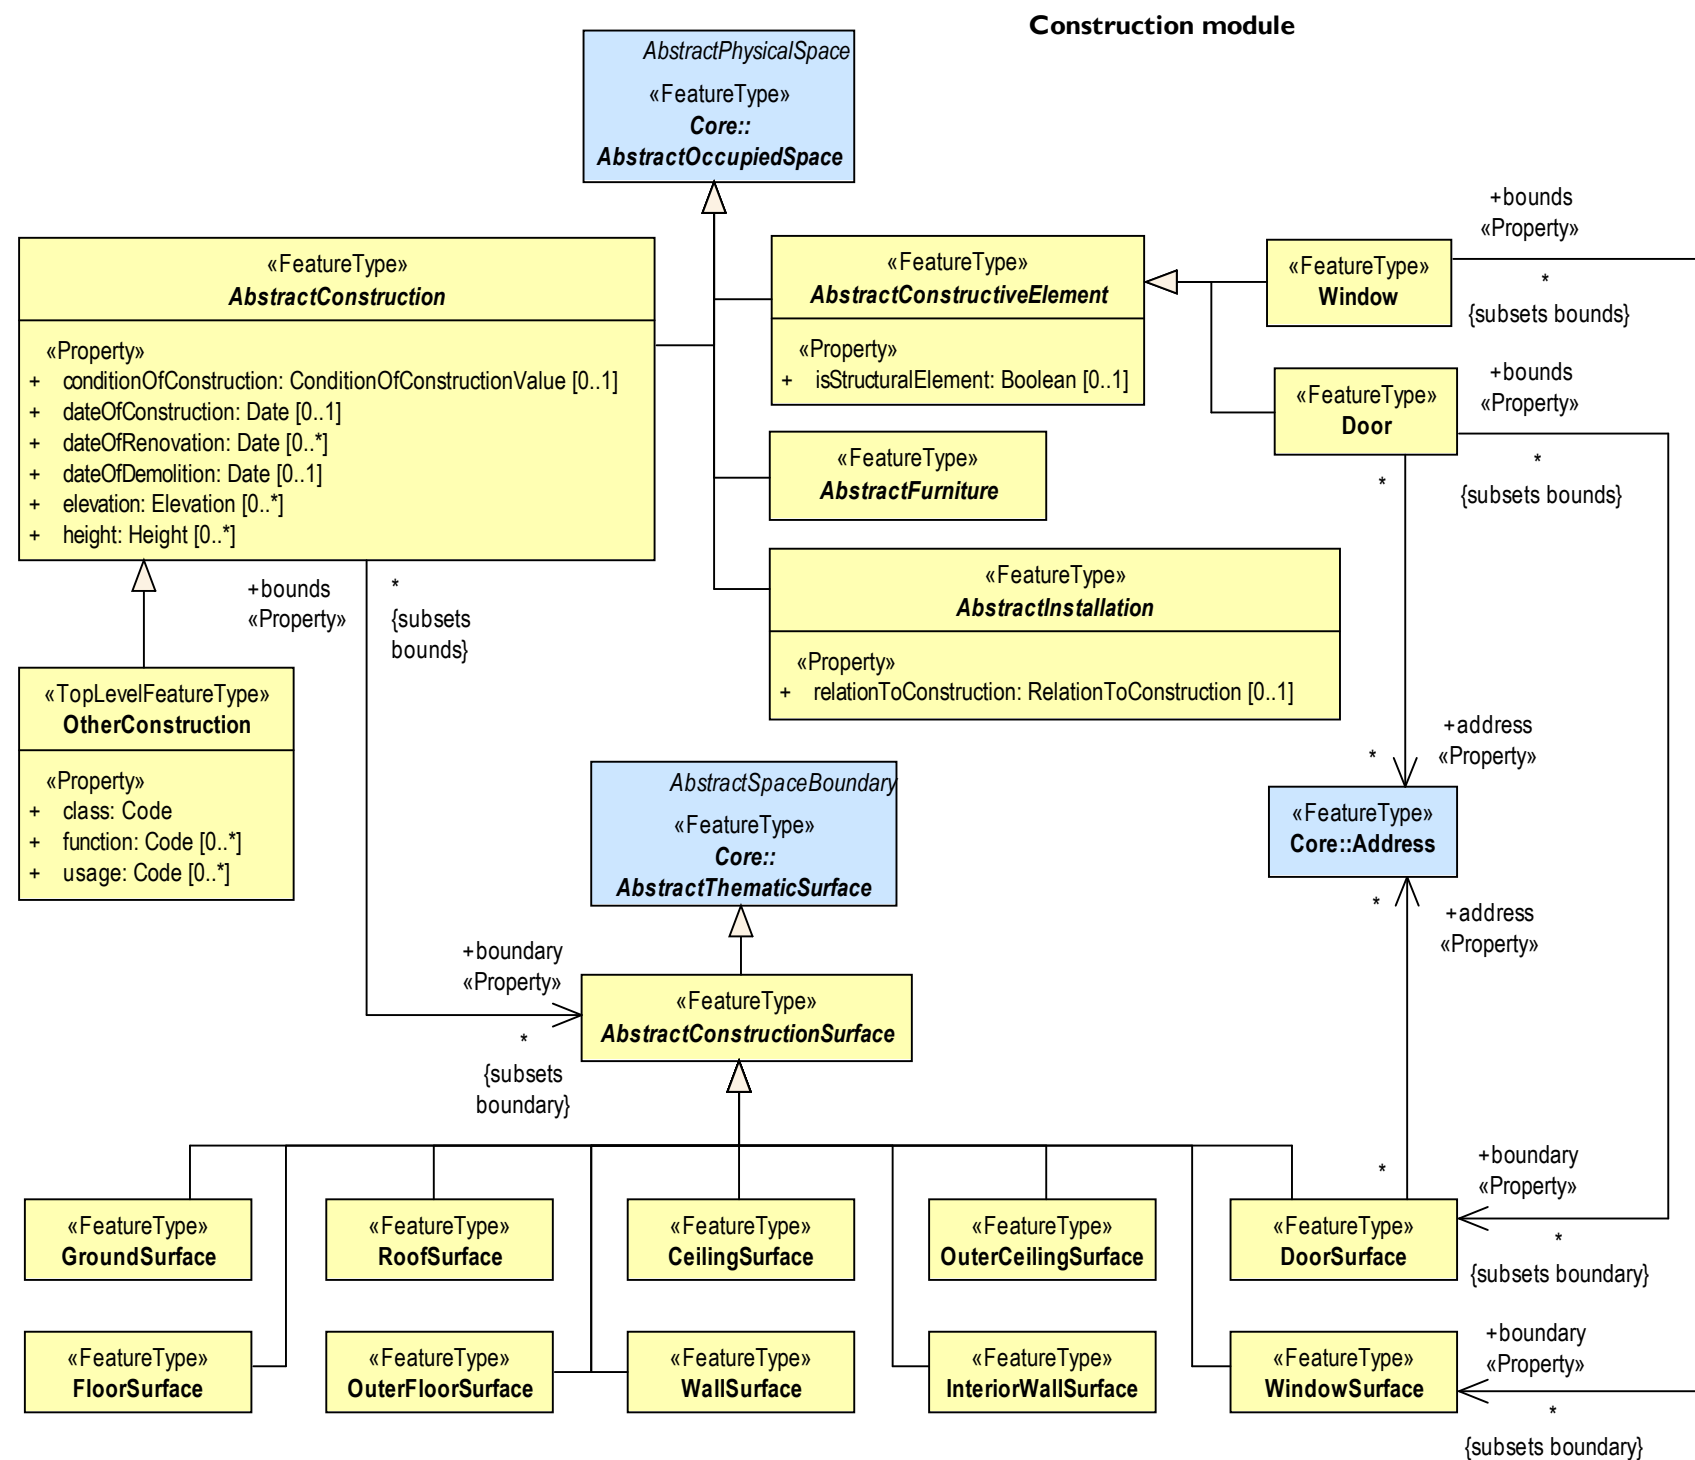 Construction module
AbstractPhysicalSpace
«FeatureType»
Core::
AbstractOccupiedSpace
«FeatureType»
AbstractConstruction
«Property»
+ conditionOfConstruction: ConditionOfConstructionValue [0..1]
+ dateOfConstruction: Date [0..1]
+ dateOfRenovation: Date [0..*]
+ dateOfDemolition: Date [0..1]
+ elevation: Elevation [0..*]
+ height: Height [0..*]
«FeatureType»
AbstractConstructiveElement
«Property»
+ isStructuralElement: Boolean [0..1]
«FeatureType»
Window
+bounds
«Property»
*
{subsets bounds}
«FeatureType»
Door
+bounds
«Property»
*
{subsets bounds}
*
«FeatureType»
AbstractFurniture
«FeatureType»
AbstractInstallation
«Property»
+ relationToConstruction: RelationToConstruction [0..1]
+bounds
«Property»
*
{subsets
bounds}
«TopLevelFeatureType»
OtherConstruction
«Property»
+ class: Code
+ function: Code [0..*]
+ usage: Code [0..*]
AbstractSpaceBoundary
«FeatureType»
Core::
AbstractThematicSurface
+address
«Property»
*
«FeatureType»
Core::Address
*
+address
«Property»
+boundary
«Property»
*
{subsets
boundary}
«FeatureType»
AbstractConstructionSurface
*
+boundary
«Property»
*
{subsets boundary}
«FeatureType»
GroundSurface
«FeatureType»
RoofSurface
«FeatureType»
CeilingSurface
«FeatureType»
OuterCeilingSurface
«FeatureType»
DoorSurface
«FeatureType»
FloorSurface
«FeatureType»
OuterFloorSurface
«FeatureType»
WallSurface
«FeatureType»
InteriorWallSurface
«FeatureType»
WindowSurface
+boundary
«Property»
*
{subsets boundary}